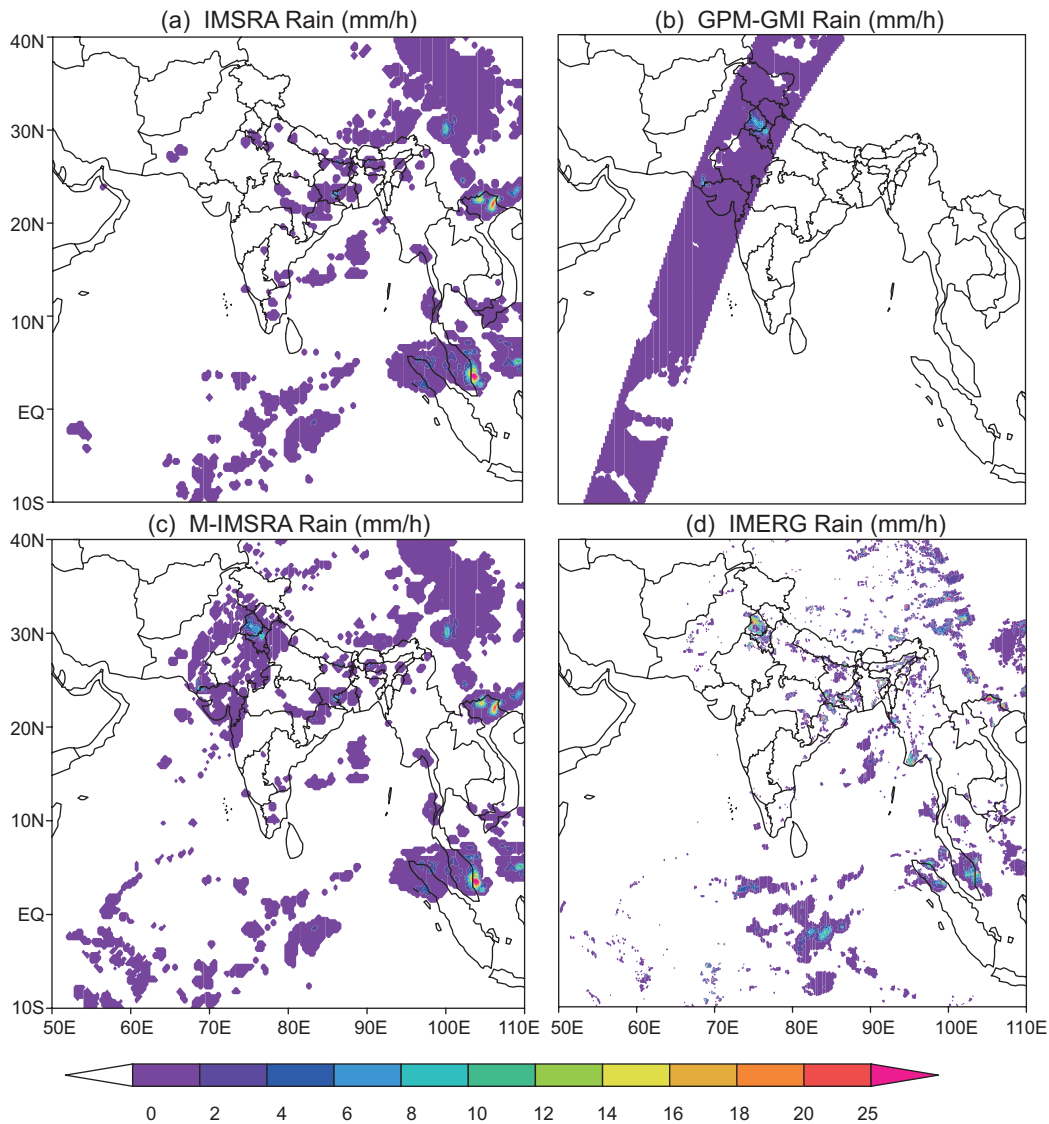 (a) IMSRA Rain (mm/h)
(b) GPM-GMI Rain (mm/h)
40N
30N
20N
10N
EQ
10S
(c) M-IMSRA Rain (mm/h)
(d) IMERG Rain (mm/h)
40N
30N
20N
10N
EQ
10S
50E 60E 70E 80E 90E 100E 110E
50E 60E 70E 80E 90E 100E 110E
0 2 4 6 8 10 12 14 16 18 20 25